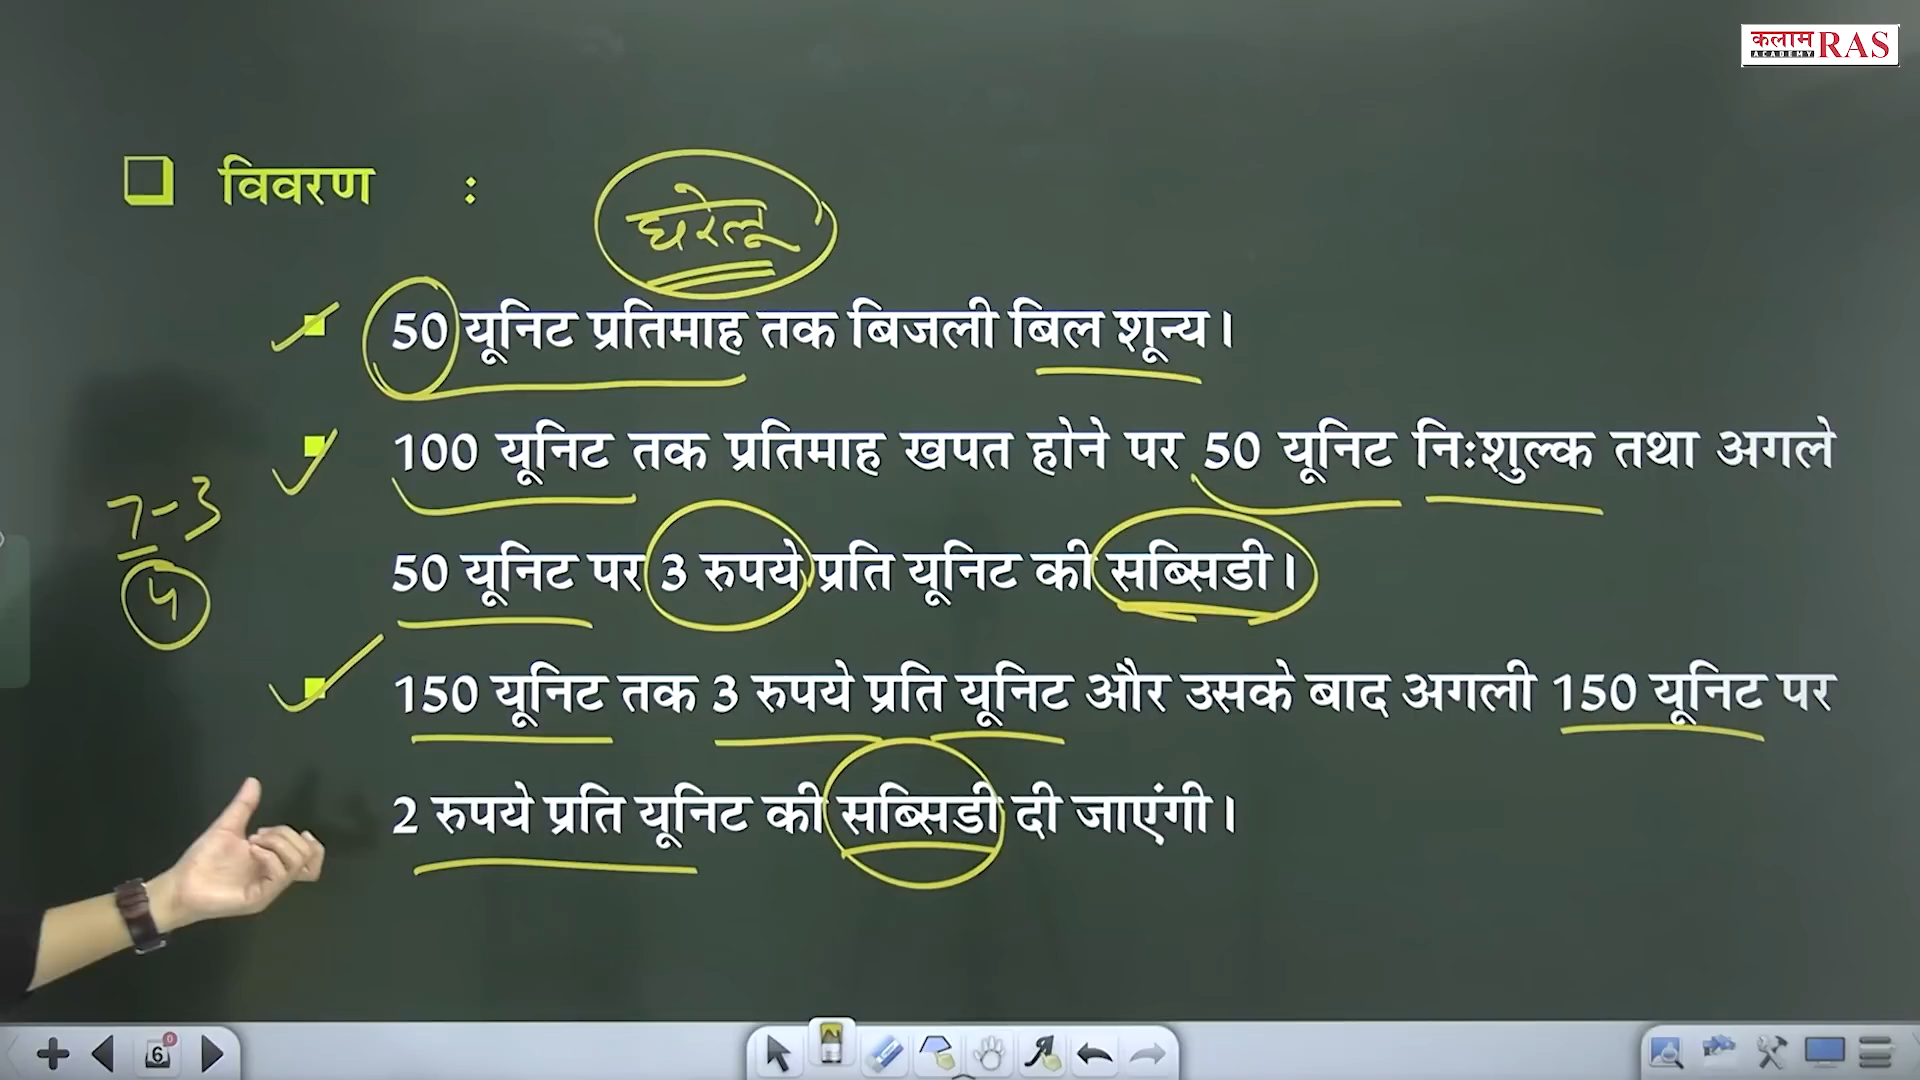 कलाम RAS
ACADEMY
❑ विवरण :
घरेलू
50 यूनिट प्रतिमाह तक बिजली बिल शून्य।
100 यूनिट तक प्रतिमाह खपत होने पर 50 यूनिट निःशुल्क तथा अगले
50 यूनिट पर 3 रुपये प्रति यूनिट की सब्सिडी।
7-3
4
150 यूनिट तक 3 रुपये प्रति यूनिट और उसके बाद अगली 150 यूनिट पर
2 रुपये प्रति यूनिट की सब्सिडी दी जाएंगी।
6
0